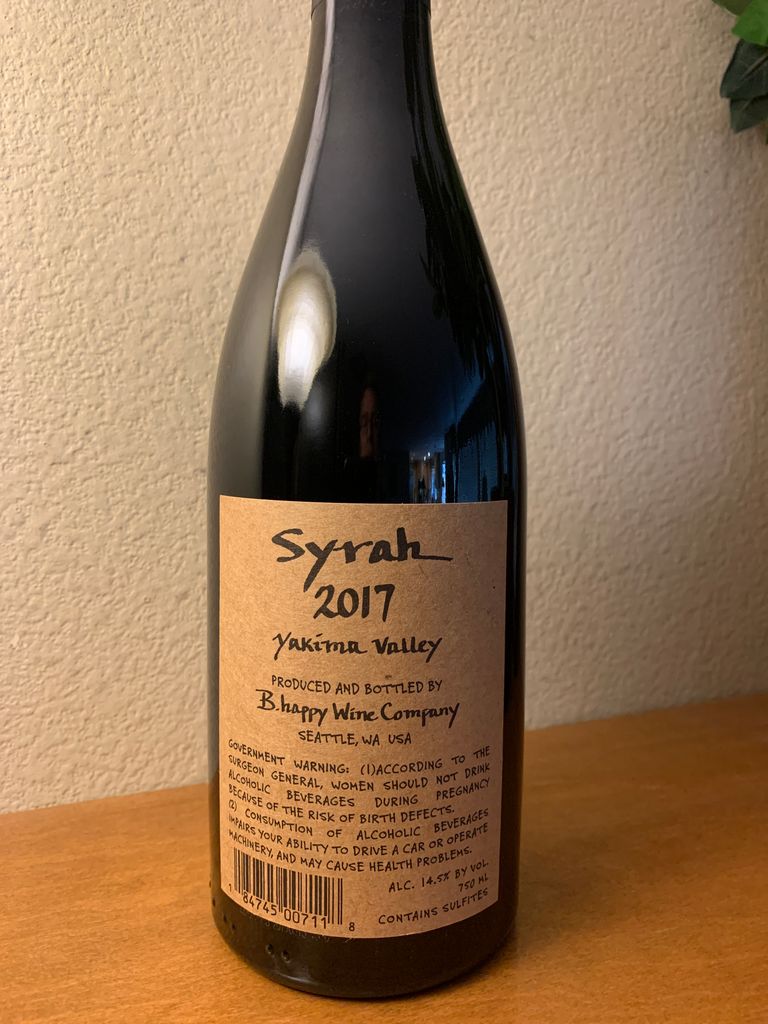 Syrah
2017
Yakima Valley
PRODUCED AND BOTTLED BY
B.happy Wine Company
SEATTLE, WA USA
GOVERNMENT WARNING: (1)ACCORDING TO THE
SURGEON GENERAL, WOMEN SHOULD NOT DRINK
ALCOHOLIC BEVERAGES DURING PREGNANCY
BECAUSE OF THE RISK OF BIRTH DEFECTS.
(2) CONSUMPTION OF ALCOHOLIC BEVERAGES
IMPAIRS YOUR ABILITY TO DRIVE A CAR OR OPERATE
MACHINERY, AND MAY CAUSE HEALTH PROBLEMS.
ALC. 14.5% BY VOL.
750 ML
CONTAINS SULFITES
1 84745 00711 8